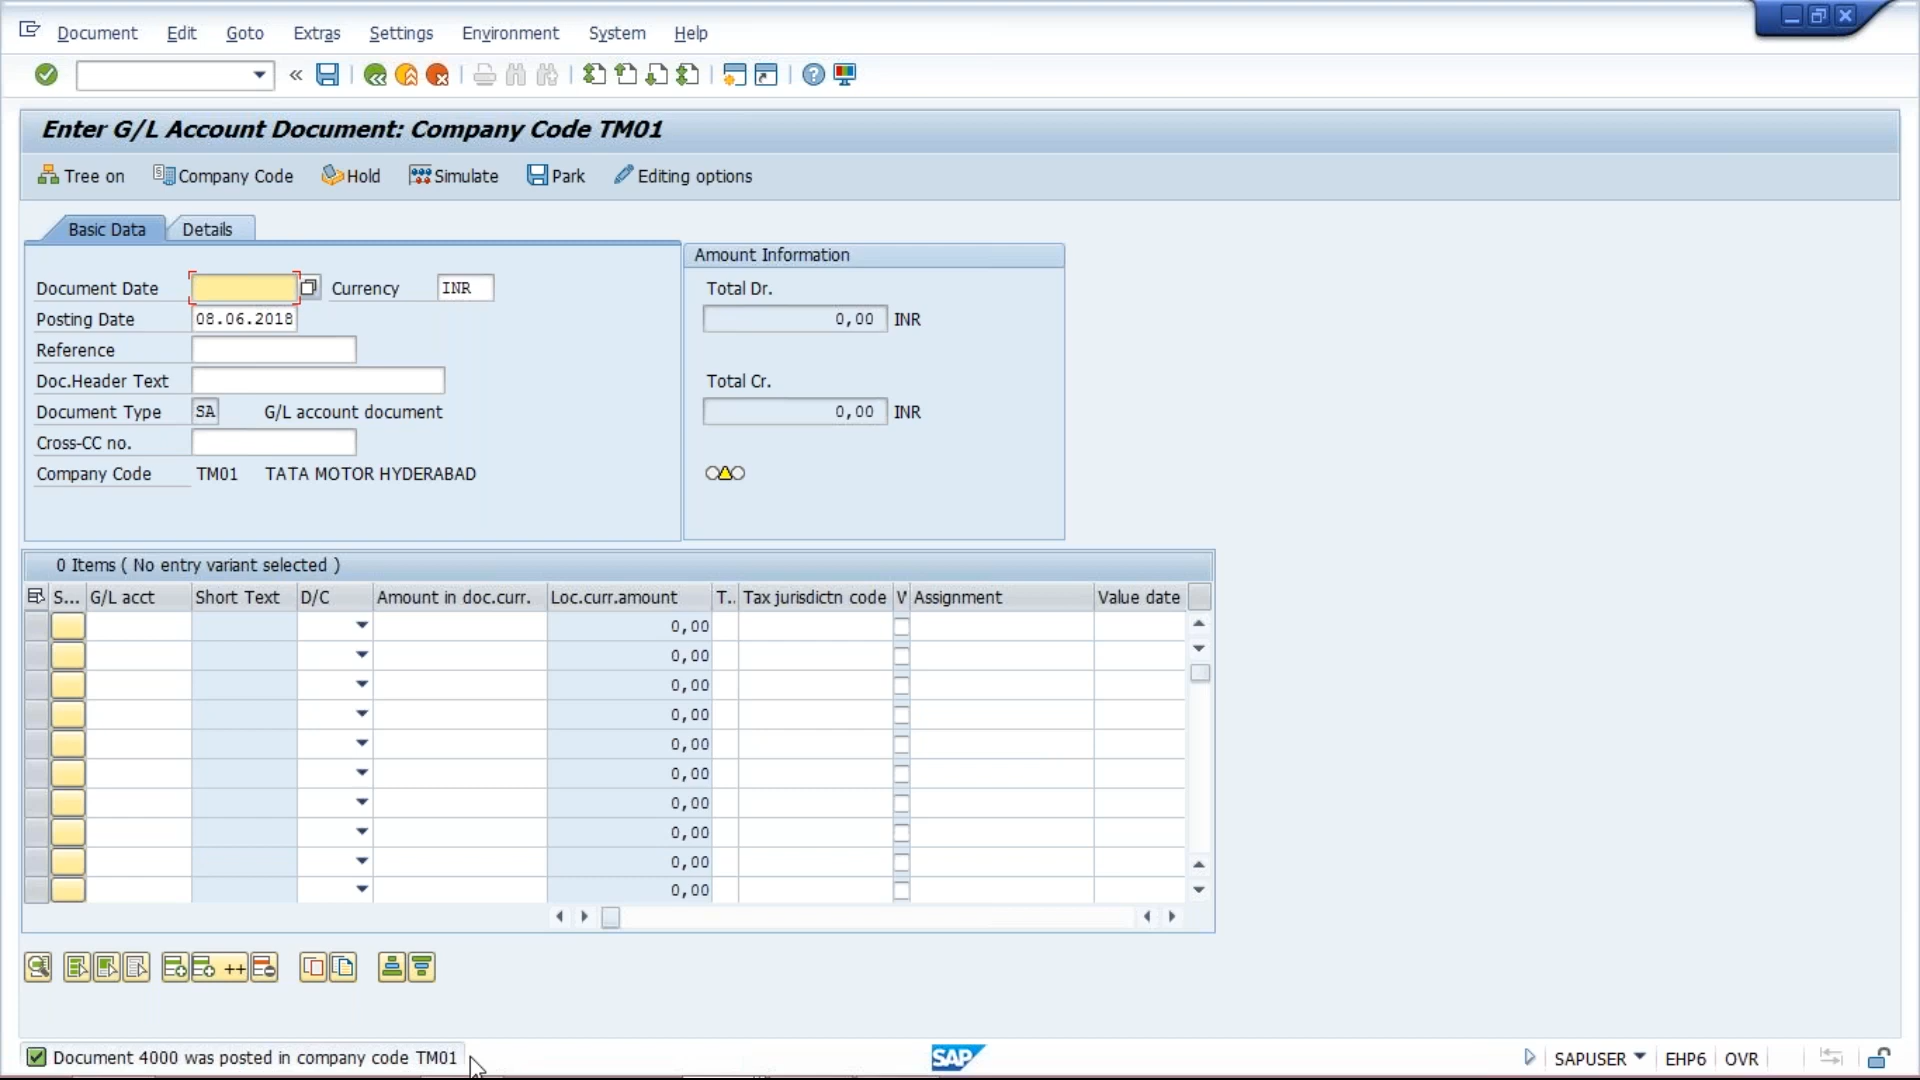 Document Edit Goto Extras Settings Environment System Help
Enter G/L Account Document: Company Code TM01
Tree on Company Code Hold Simulate Park Editing options
Basic Data Details
Amount Information
Document Date Currency INR
Total Dr.
Posting Date 08.06.2018
0,00 INR
Reference
Doc.Header Text
Total Cr.
Document Type SA G/L account document
0,00 INR
Cross-CC no.
Company Code TM01 TATA MOTOR HYDERABAD
0 Items ( No entry variant selected )
S... G/L acct Short Text D/C Amount in doc.curr. Loc.curr.amount T.. Tax jurisdictn code V Assignment Value date
0,00
0,00
0,00
0,00
0,00
0,00
0,00
0,00
0,00
0,00
Document 4000 was posted in company code TM01
SAP
SAPUSER EHP6 OVR